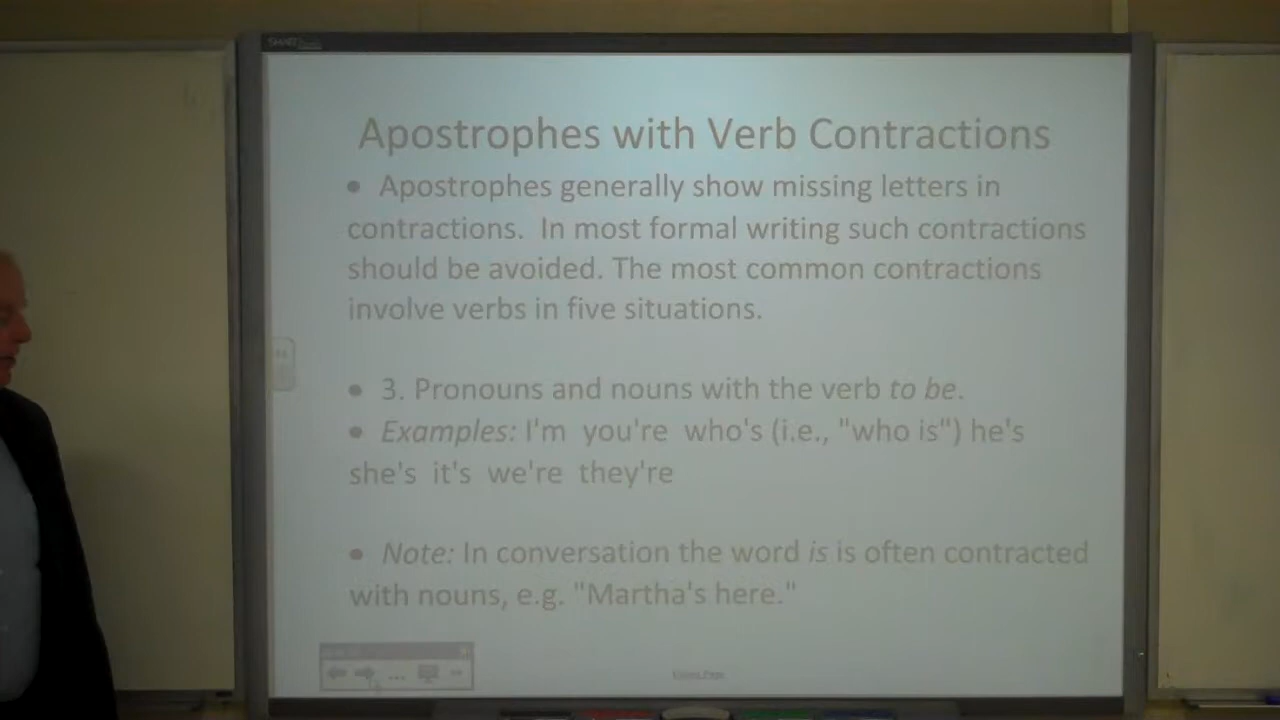 SMART
Apostrophes with Verb Contractions
• Apostrophes generally show missing letters in
contractions.  In most formal writing such contractions
should be avoided. The most common contractions
involve verbs in five situations.
• 3. Pronouns and nouns with the verb to be.
• Examples: I'm  you're  who's (i.e., "who is") he's
she's  it's  we're  they're
• Note: In conversation the word is is often contracted
with nouns, e.g. "Martha's here."
...